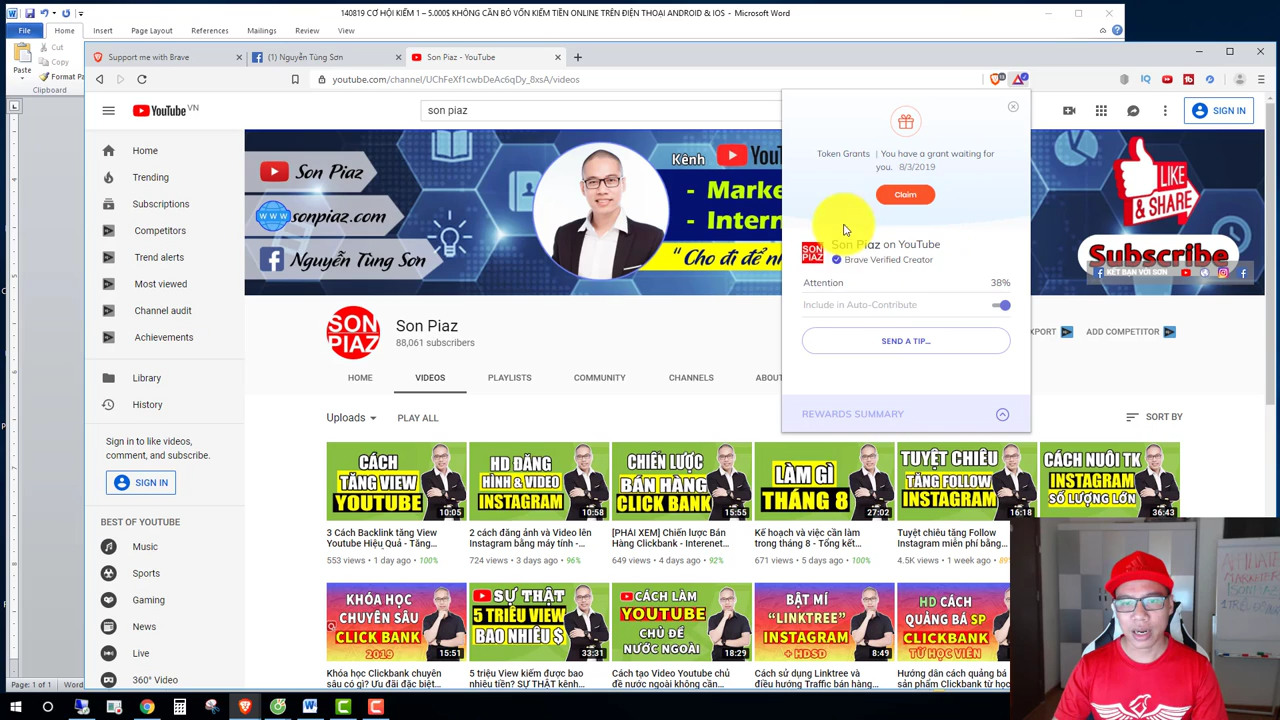 140819 CƠ HỘI KIẾM 1 – 5.000$ KHÔNG CẦN BỎ VỐN KIẾM TIỀN ONLINE TRÊN ĐIỆN THOẠI ANDROID & IOS - Microsoft Word
File Home Insert Page Layout References Mailings Review View
Paste
Cut
Copy
Format Pa
Clipboard
Support me with Brave
(1) Nguyễn Tùng Sơn
Son Piaz - YouTube
youtube.com/channel/UChFeXf1cwbDeAc6qDy_8xsA/videos
YouTube VN
son piaz
SIGN IN
Home
Trending
Subscriptions
Competitors
Trend alerts
Most viewed
Channel audit
Achievements
Library
History
Sign in to like videos,
comment, and subscribe.
SIGN IN
BEST OF YOUTUBE
Music
Sports
Gaming
News
Live
360° Video
Son Piaz
www sonpiaz.com
Nguyễn Tùng Sơn
Kênh
- Marke
- Intern
"Cho đi để nh
LIKE
& SHARE
Subscribe
KẾT BẠN VỚI SƠN
Token Grants | You have a grant waiting for
you. 8/3/2019
Claim
SON
PIAZ
Son Piaz on YouTube
Brave Verified Creator
Attention 38%
Include in Auto-Contribute
SEND A TIP...
REWARDS SUMMARY
SON
PIAZ
Son Piaz
88,061 subscribers
XPORT ADD COMPETITOR
HOME VIDEOS PLAYLISTS COMMUNITY CHANNELS ABOU
Uploads PLAY ALL SORT BY
CÁCH
TĂNG VIEW
YOUTUBE
10:05
3 Cách Backlink tăng View
Youtube Hiệu Quả - Tăng...
553 views • 1 day ago • 100%
HD ĐĂNG
HÌNH & VIDEO
INSTAGRAM
10:58
2 cách đăng ảnh và Video lên
Instagram bằng máy tính -...
724 views • 3 days ago • 96%
CHIẾN LƯỢC
BÁN HÀNG
CLICK BANK
15:55
[PHẢI XEM] Chiến lược Bán
Hàng Clickbank - Interenet...
649 views • 4 days ago • 92%
LÀM GÌ
THÁNG 8
27:02
Kế hoạch và việc cần làm
trong tháng 8 - Tổng kết...
671 views • 5 days ago • 100%
TUYỆT CHIÊU
TĂNG FOLLOW
INSTAGRAM
16:18
Tuyệt chiêu tăng Follow
Instagram miễn phí bằng...
4.5K views • 1 week ago • 89
CÁCH NUÔI TK
INSTAGRAM
SỐ LƯỢNG LỚN
36:43
KHÓA HỌC
CHUYÊN SÂU
CLICK BANK
2019
15:51
Khóa học Clickbank chuyên
sâu có gì? Ưu đãi đặc biệt...
SỰ THẬT
5 TRIỆU VIEW
BAO NHIÊU $
33:31
5 triệu View kiếm được bao
nhiêu tiền? SỰ THẬT kênh...
CÁCH LÀM
YOUTUBE
CHỦ ĐỀ
NƯỚC NGOÀI
18:29
Cách tạo Video Youtube chủ
đề nước ngoài không cần...
BẬT MÍ
"LINKTREE"
INSTAGRAM
+ HDSD
8:49
Cách sử dụng Linktree và
điều hướng Traffic bán hàng...
HD CÁCH
QUẢNG BÁ SP
CLICKBANK
TỪ HỌC VIÊN
Hướng dẫn cách quảng bá
sản phẩm Clickbank từ học
AFFILIATE
Page: 1 of 1 Word